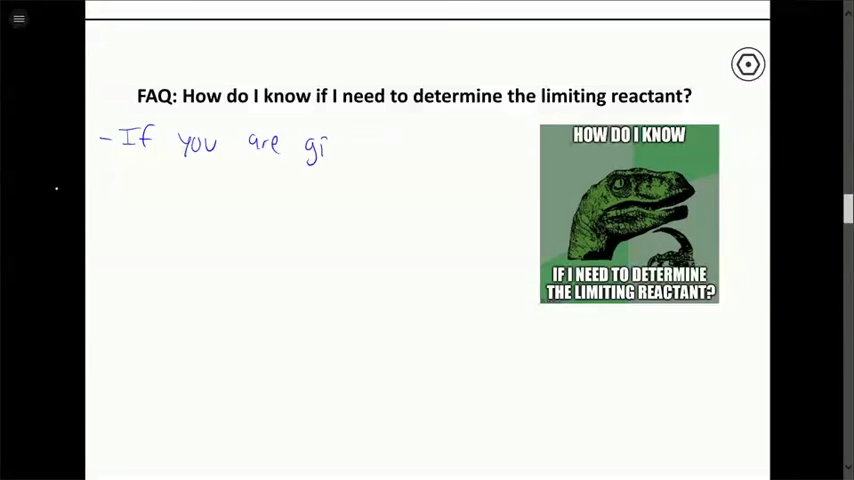 FAQ: How do I know if I need to determine the limiting reactant?
- If you are gi
HOW DO I KNOW
IF I NEED TO DETERMINE
THE LIMITING REACTANT?